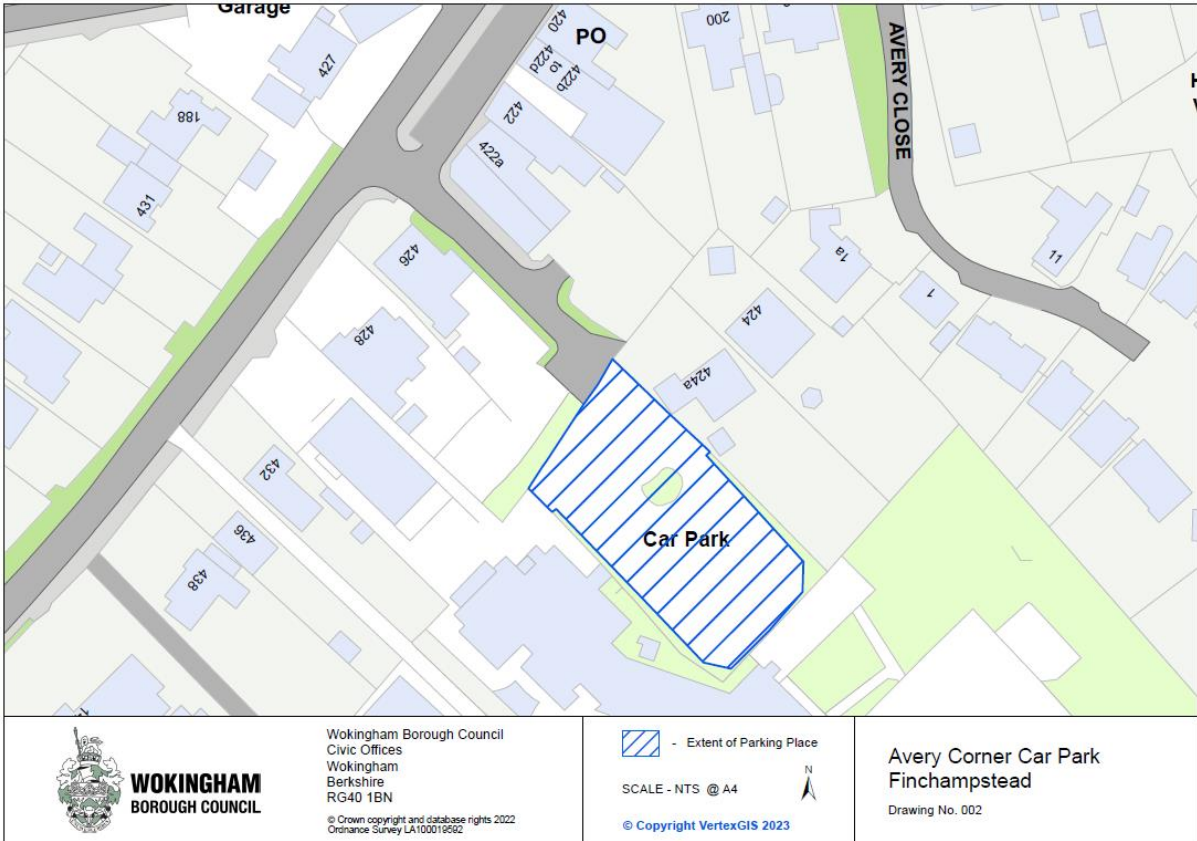 Garage
427
188
431
420
PO
422d
to
422b
422
422a
200
AVERY CLOSE
11
1a
1
426
428
424
424a
432
436
438
Car Park
WOKINGHAM
BOROUGH COUNCIL
Wokingham Borough Council
Civic Offices
Wokingham
Berkshire
RG40 1BN
© Crown copyright and database rights 2022
Ordnance Survey LA100019592
- Extent of Parking Place
SCALE - NTS @ A4
N
© Copyright VertexGIS 2023
Avery Corner Car Park
Finchampstead
Drawing No. 002